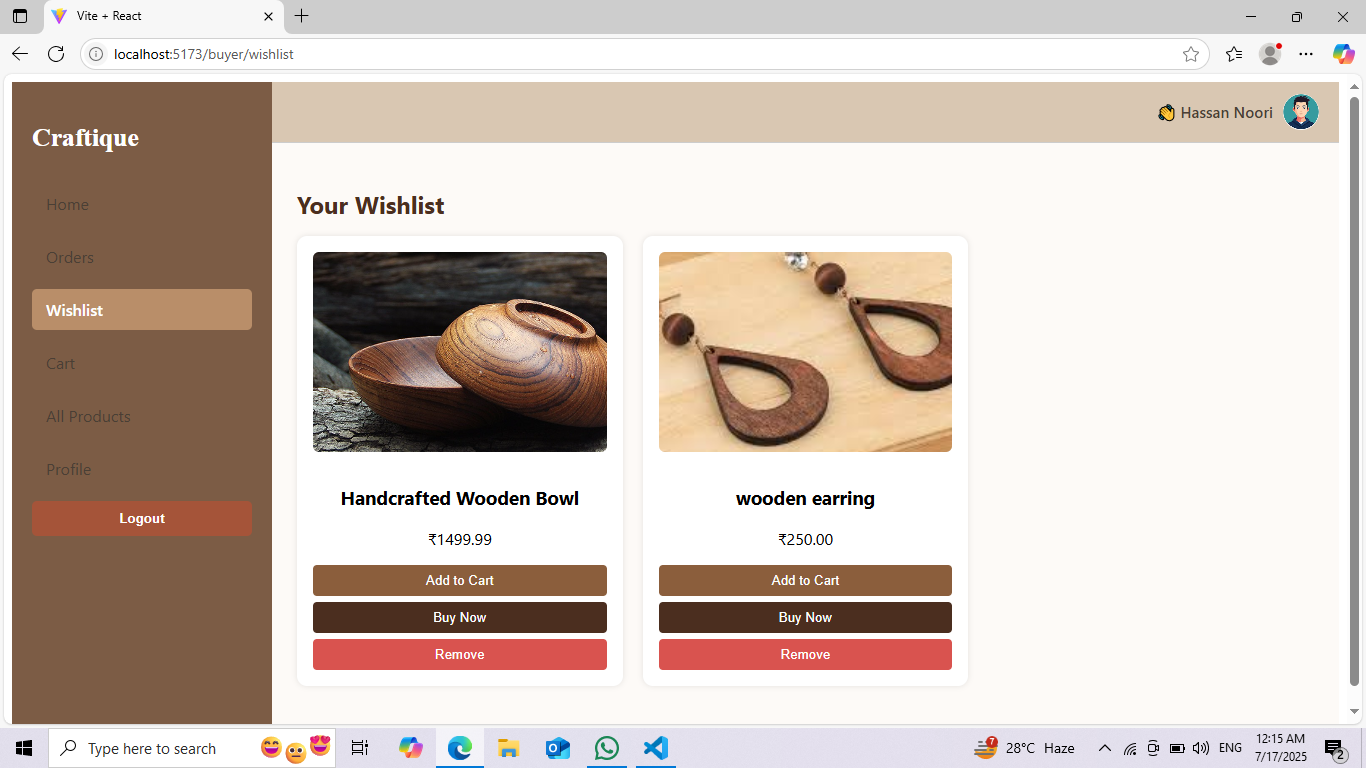 Vite + React
localhost:5173/buyer/wishlist
Craftique
Hassan Noori
Home
Orders
Wishlist
Cart
All Products
Profile
Logout
Your Wishlist
Handcrafted Wooden Bowl
₹1499.99
Add to Cart
Buy Now
Remove
wooden earring
₹250.00
Add to Cart
Buy Now
Remove
Type here to search
7
28°C Haze
ENG
12:15 AM
7/17/2025
2